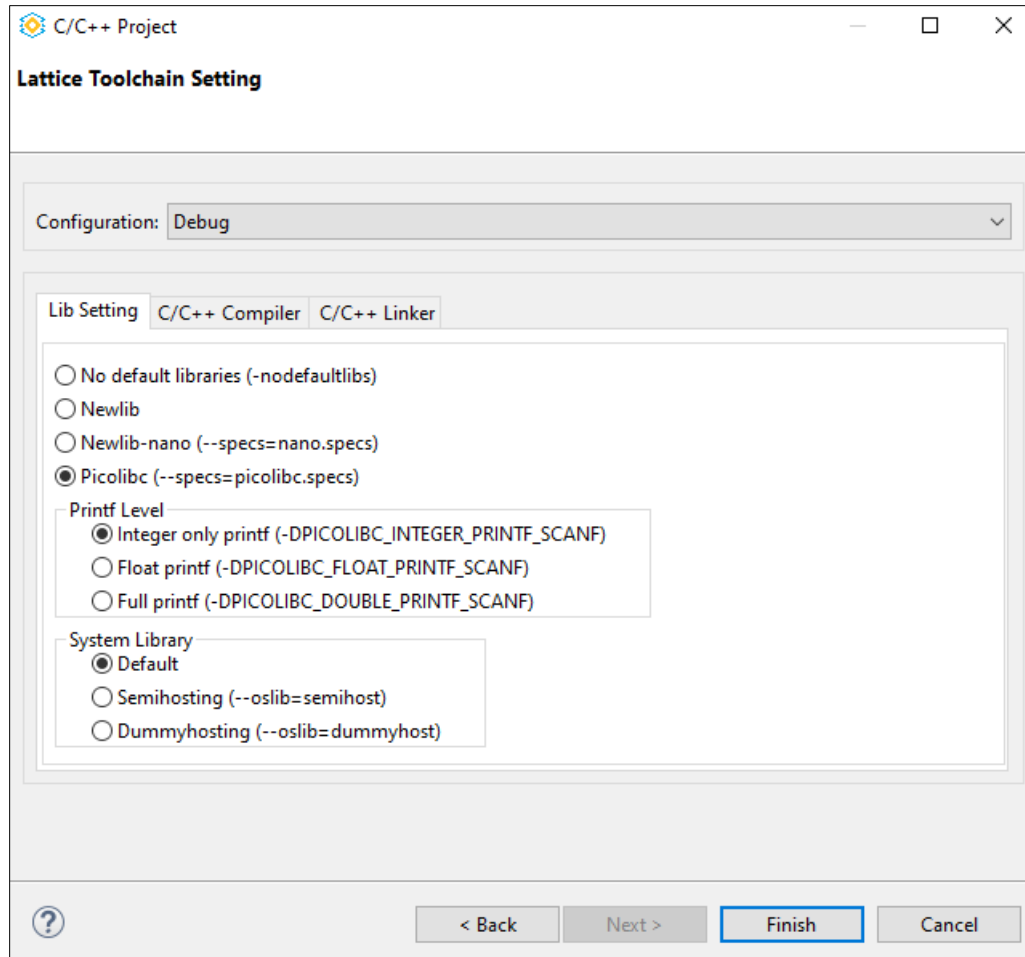 C/C++ Project
Lattice Toolchain Setting
Configuration: Debug
Lib Setting C/C++ Compiler C/C++ Linker
No default libraries (-nodefaultlibs)
Newlib
Newlib-nano (--specs=nano.specs)
Picolibc (--specs=picolibc.specs)
Printf Level
Integer only printf (-DPICOLIBC_INTEGER_PRINTF_SCANF)
Float printf (-DPICOLIBC_FLOAT_PRINTF_SCANF)
Full printf (-DPICOLIBC_DOUBLE_PRINTF_SCANF)
System Library
Default
Semihosting (--oslib=semihost)
Dummyhosting (--oslib=dummyhost)
? < Back Next > Finish Cancel